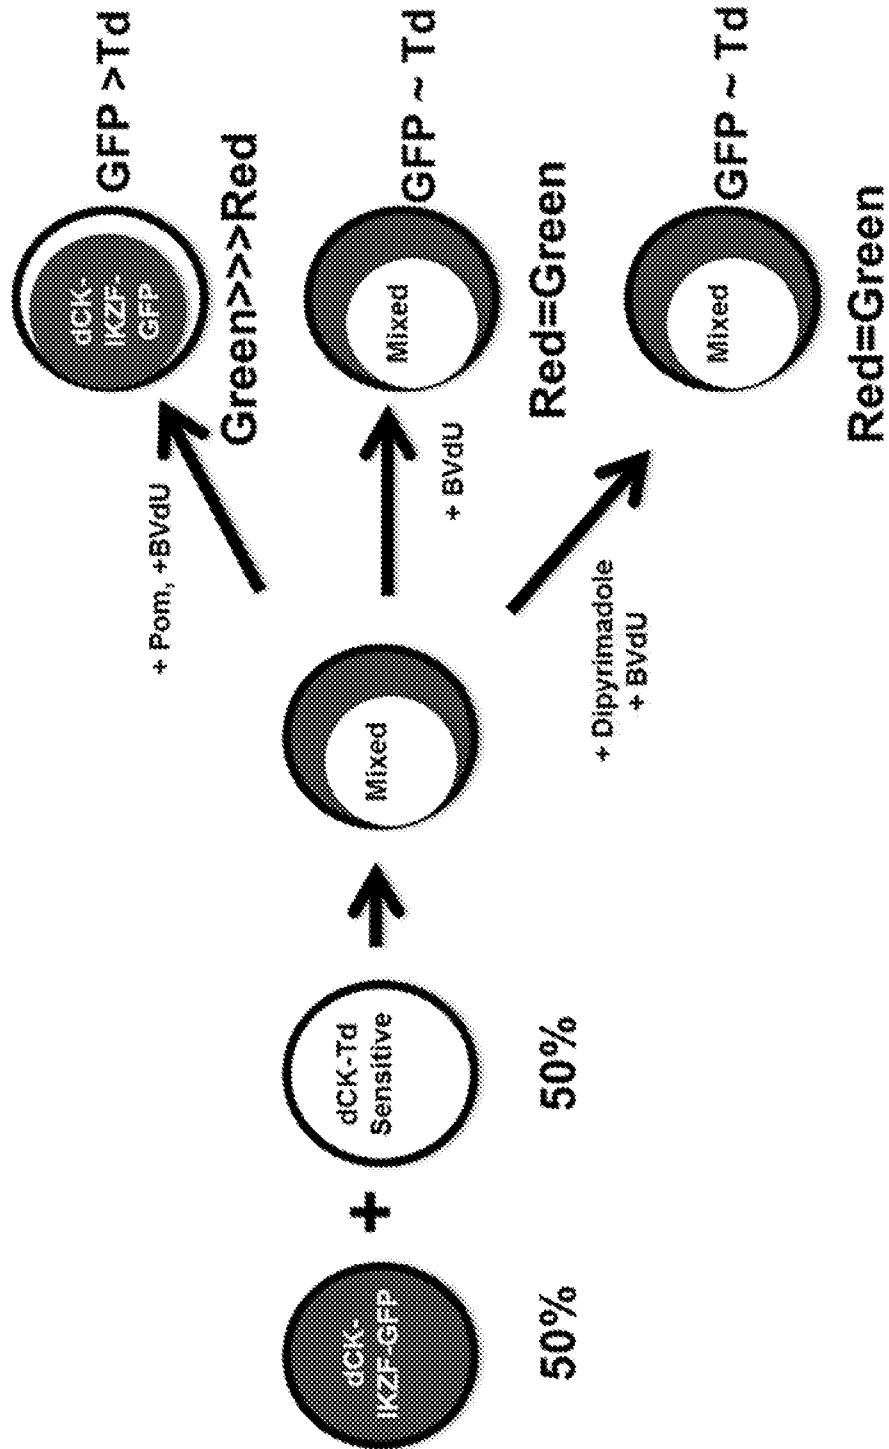 dCK-
IKZF-GFP
50%
+
dCK-Td
Sensitive
50%
Mixed
+ Pom, +BVdU
dCK-
IKZF-
GFP
GFP >Td
Green>>>Red
+ BVdU
Mixed
GFP ~ Td
Red=Green
+ Dipyrimadole
+ BVdU
Mixed
GFP ~ Td
Red=Green